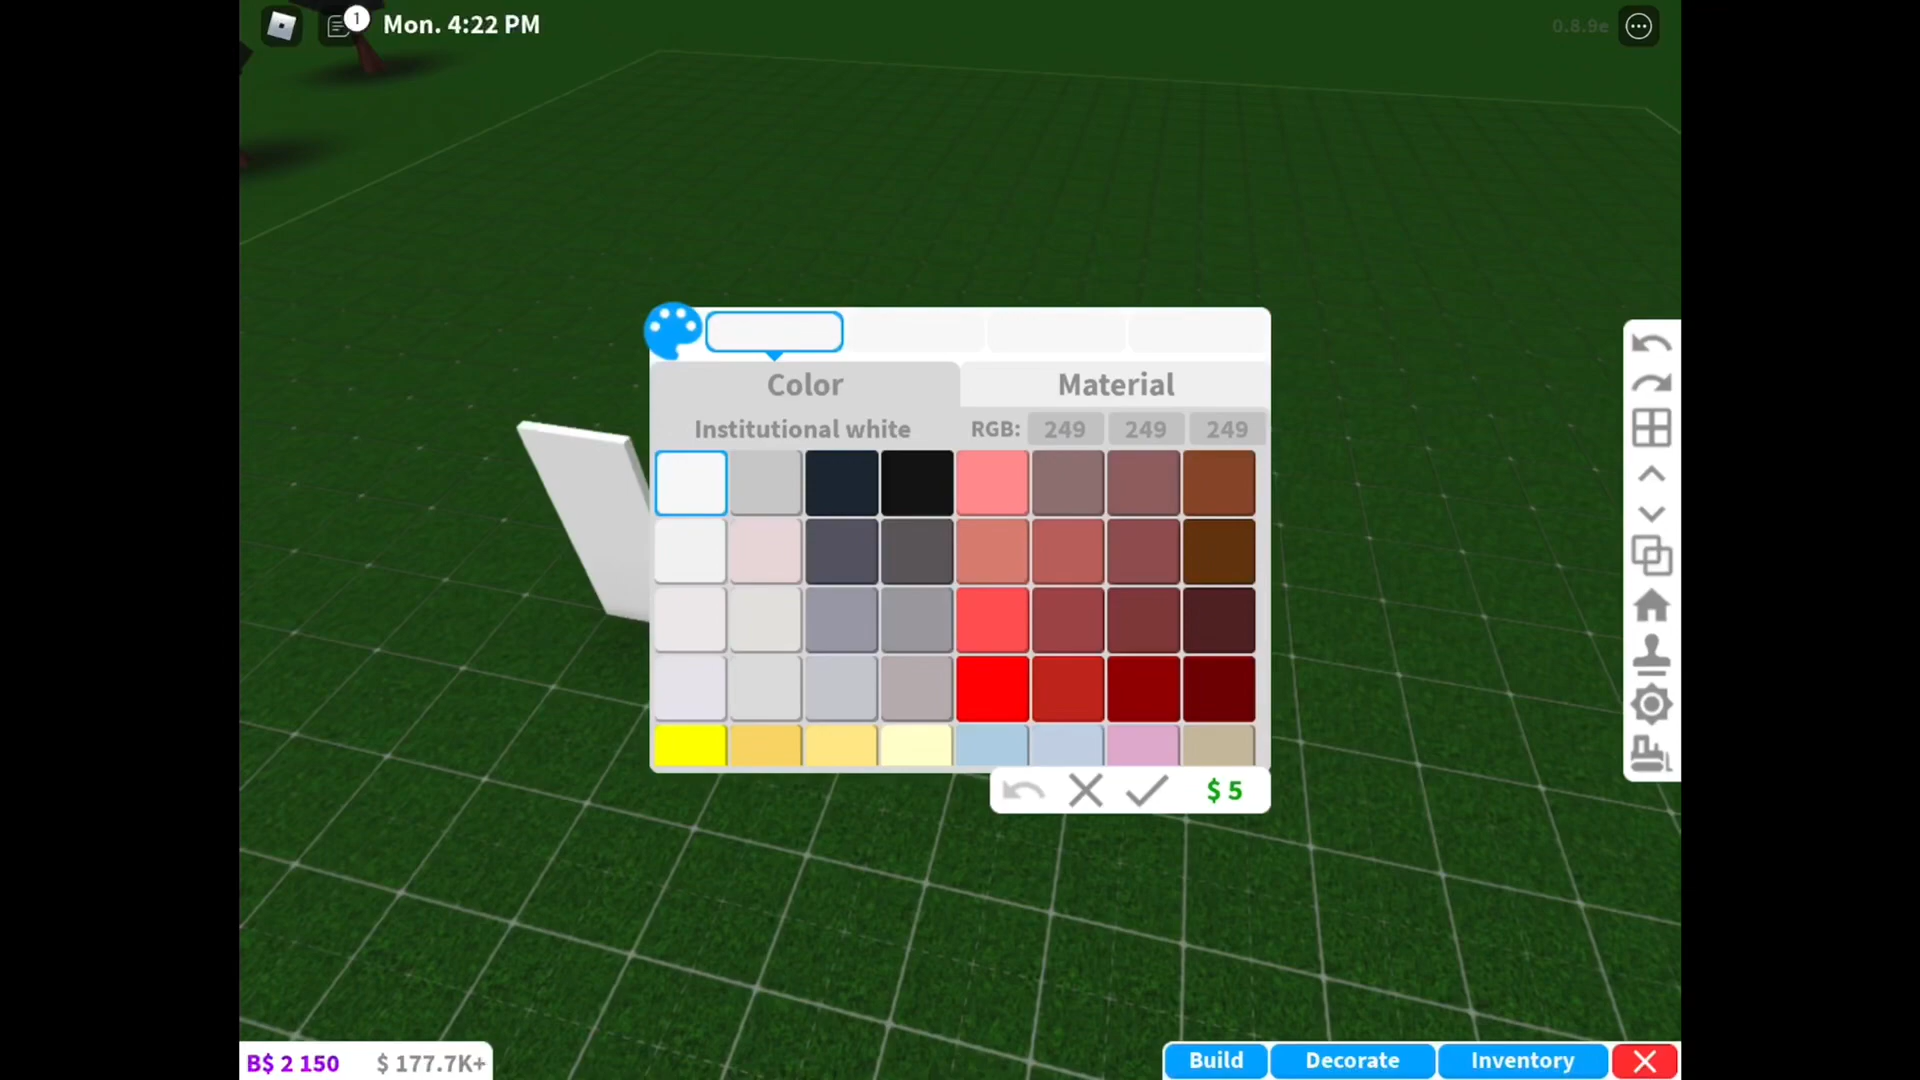 1
Mon. 4:22 PM
0.8.9e
Color
Material
Institutional white
RGB: 249 249 249
$ 5
B$ 2 150
$ 177.7K+
Build
Decorate
Inventory